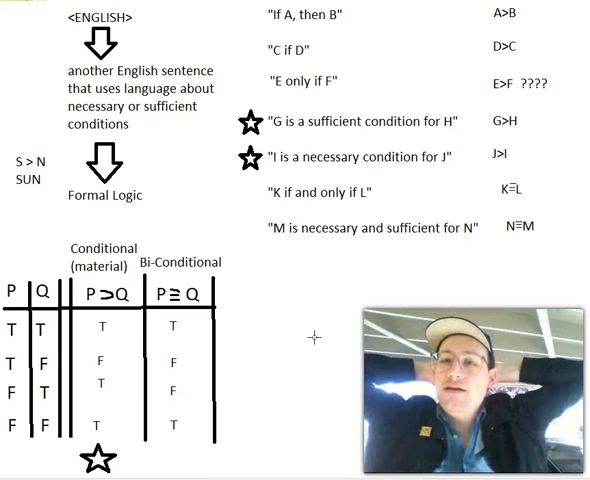 <ENGLISH>
another English sentence
that uses language about
necessary or sufficient
conditions
S > N
SUN
Formal Logic
"If A, then B" A>B
"C if D" D>C
"E only if F" E>F ????
"G is a sufficient condition for H" G>H
"I is a necessary condition for J" J>I
"K if and only if L" K≡L
"M is necessary and sufficient for N" N≡M
Conditional
(material) Bi-Conditional
P Q P⊃Q P≡Q
T T T T
T F F F
F T T F
F F T T